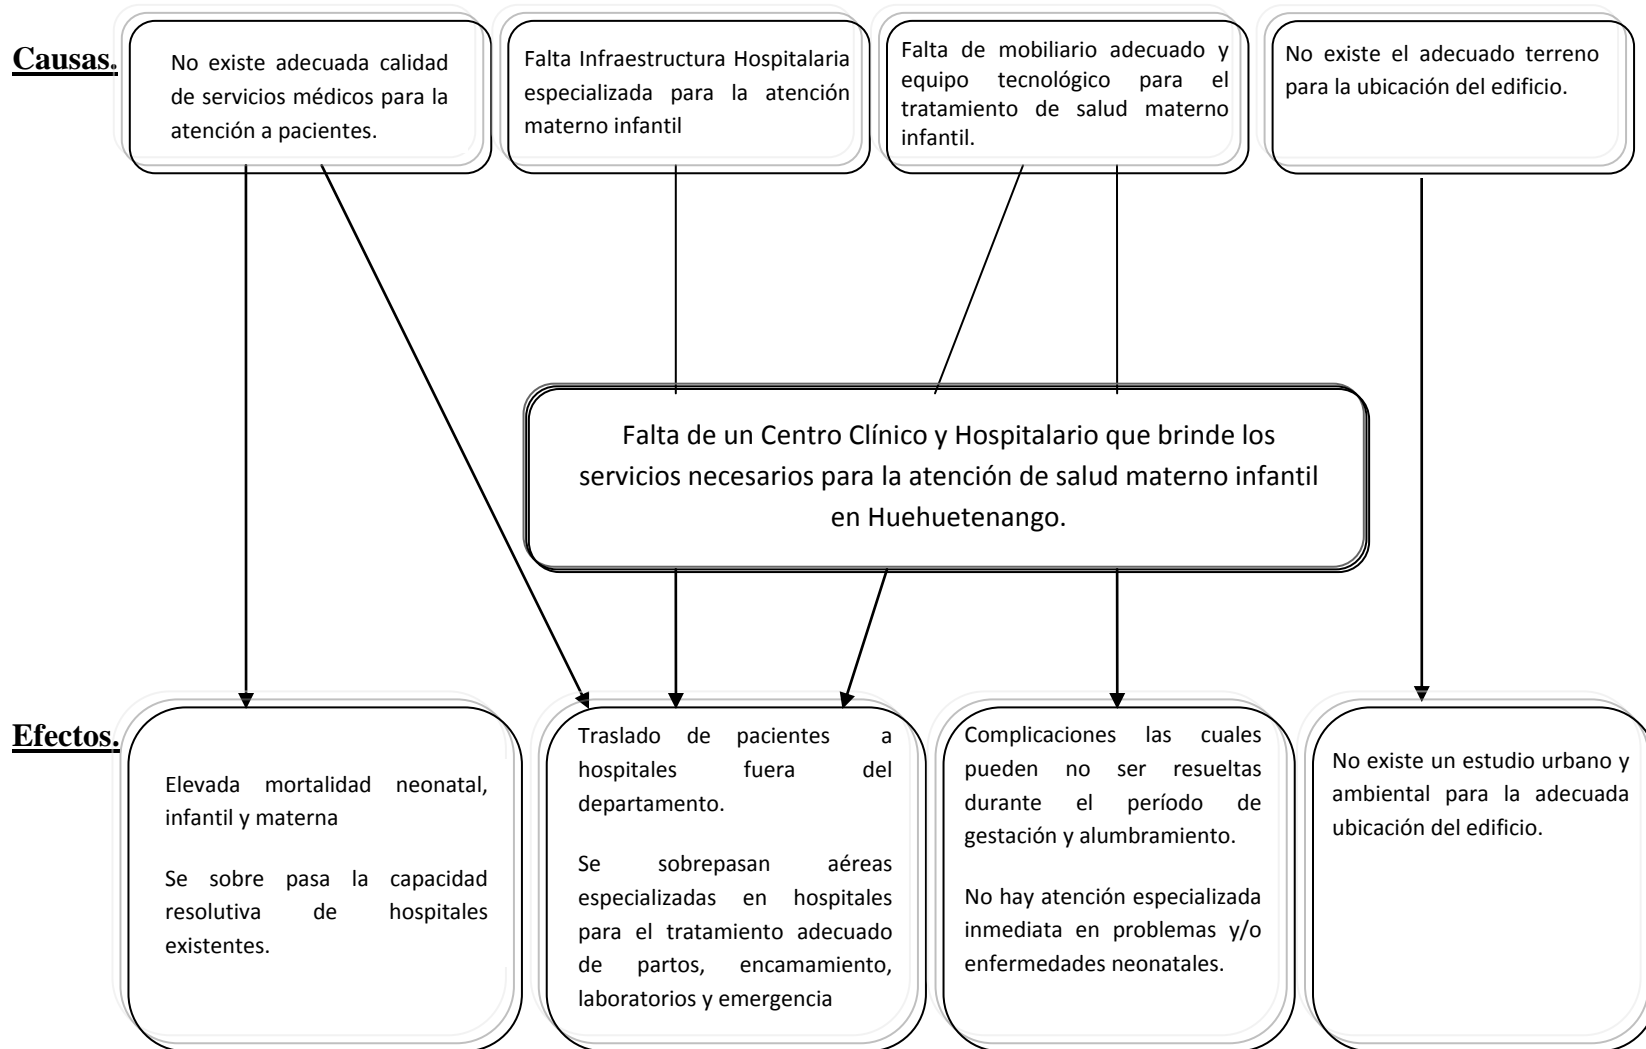 Causas.
No existe adecuada calidad
de servicios médicos para la
atención a pacientes.
Falta Infraestructura Hospitalaria
especializada para la atención
materno infantil
Falta de mobiliario adecuado y
equipo tecnológico para el
tratamiento de salud materno
infantil.
No existe el adecuado terreno
para la ubicación del edificio.
Falta de un Centro Clínico y Hospitalario que brinde los
servicios necesarios para la atención de salud materno infantil
en Huehuetenango.
Efectos.
Elevada mortalidad neonatal,
infantil y materna
Se sobre pasa la capacidad
resolutiva de hospitales
existentes.
Traslado de pacientes a
hospitales fuera del
departamento.
Se sobrepasan aéreas
especializadas en hospitales
para el tratamiento adecuado
de partos, encamamiento,
laboratorios y emergencia
Complicaciones las cuales
pueden no ser resueltas
durante el período de
gestación y alumbramiento.
No hay atención especializada
inmediata en problemas y/o
enfermedades neonatales.
No existe un estudio urbano y
ambiental para la adecuada
ubicación del edificio.